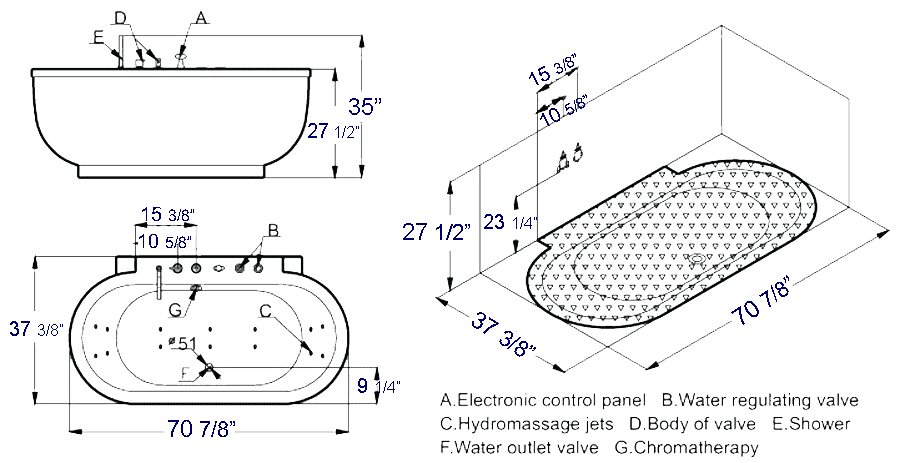 D
A
E
35"
27 1/2"
15 3/8"
10 5/8"
B
G
C
37 3/8"
ø51
F
9 1/4"
70 7/8"
15 3/8"
10 5/8"
27 1/2"
23 1/4"
37 3/8"
70 7/8"
A.Electronic control panel B.Water regulating valve
C.Hydromassage jets D.Body of valve E.Shower
F.Water outlet valve G.Chromatherapy